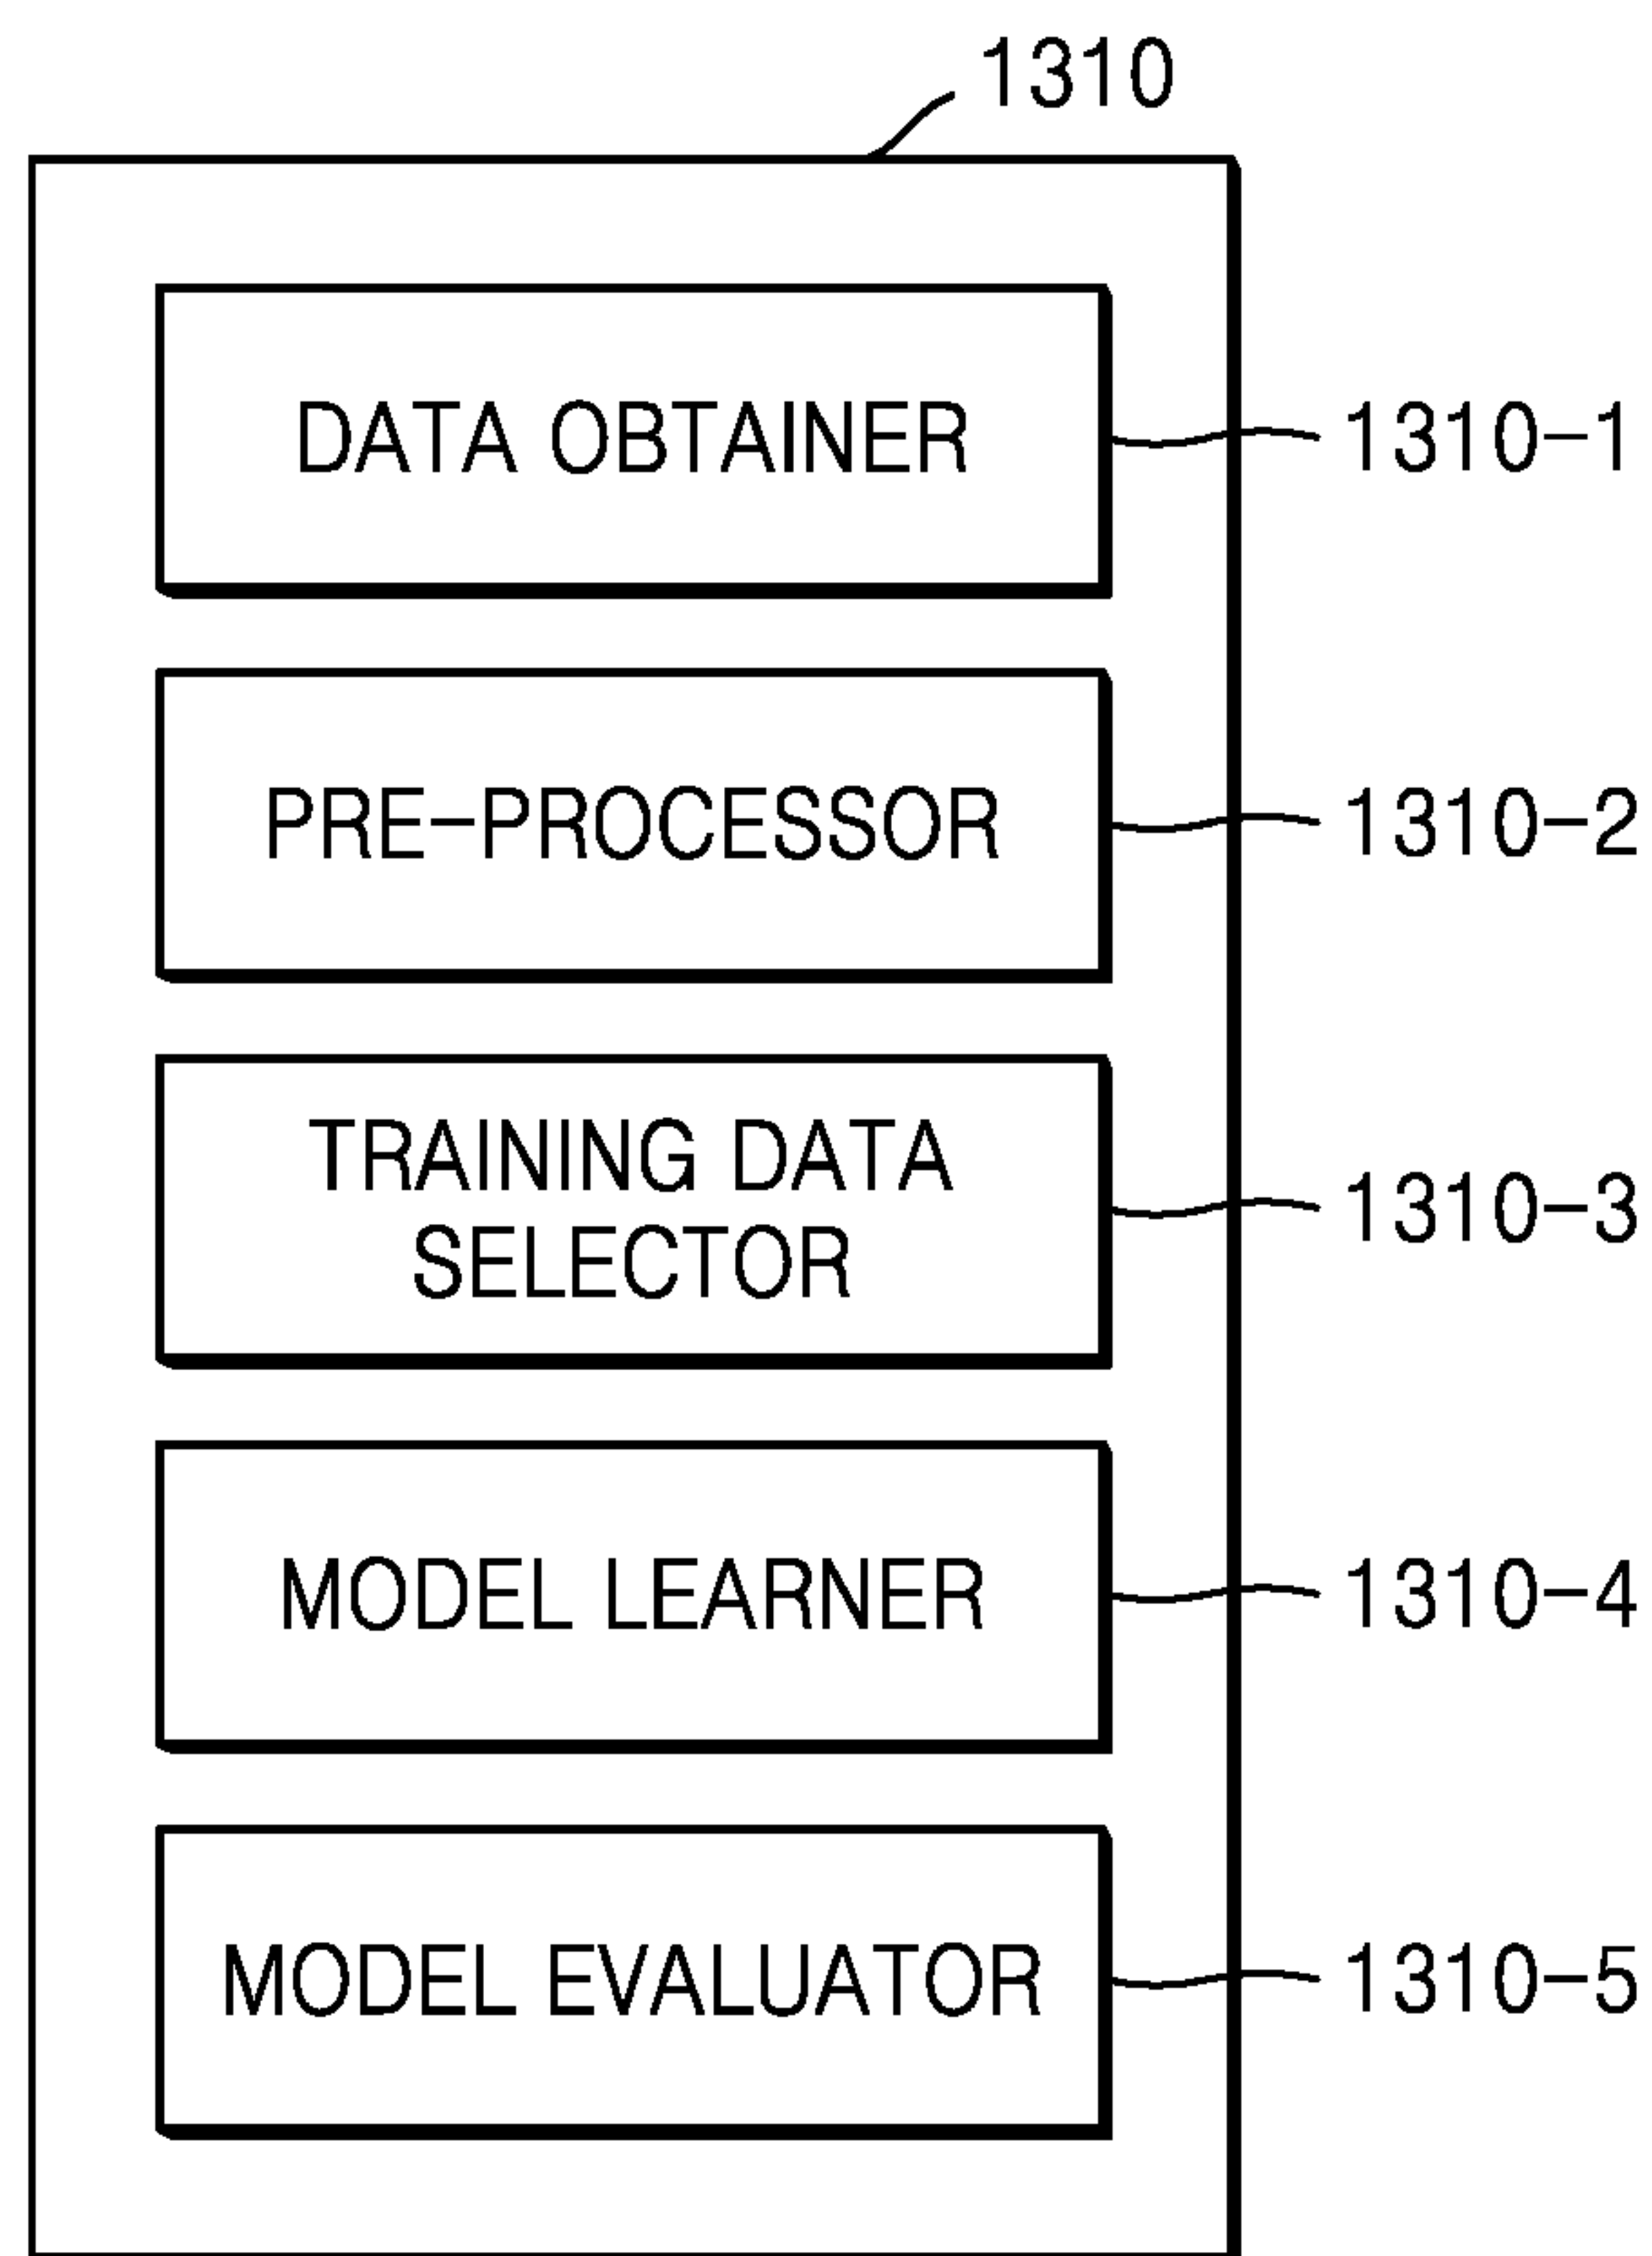 1310
DATA OBTAINER
1310-1
PRE-PROCESSOR
1310-2
TRAINING DATA
SELECTOR
1310-3
MODEL LEARNER
1310-4
MODEL EVALUATOR
1310-5